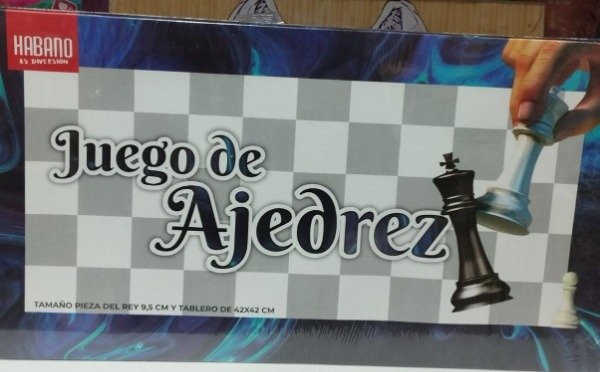 HABANO
ES DIVERSIÓN
Juego de
Ajedrez
TAMAÑO PIEZA DEL REY 9,5 CM Y TABLERO DE 42X42 CM